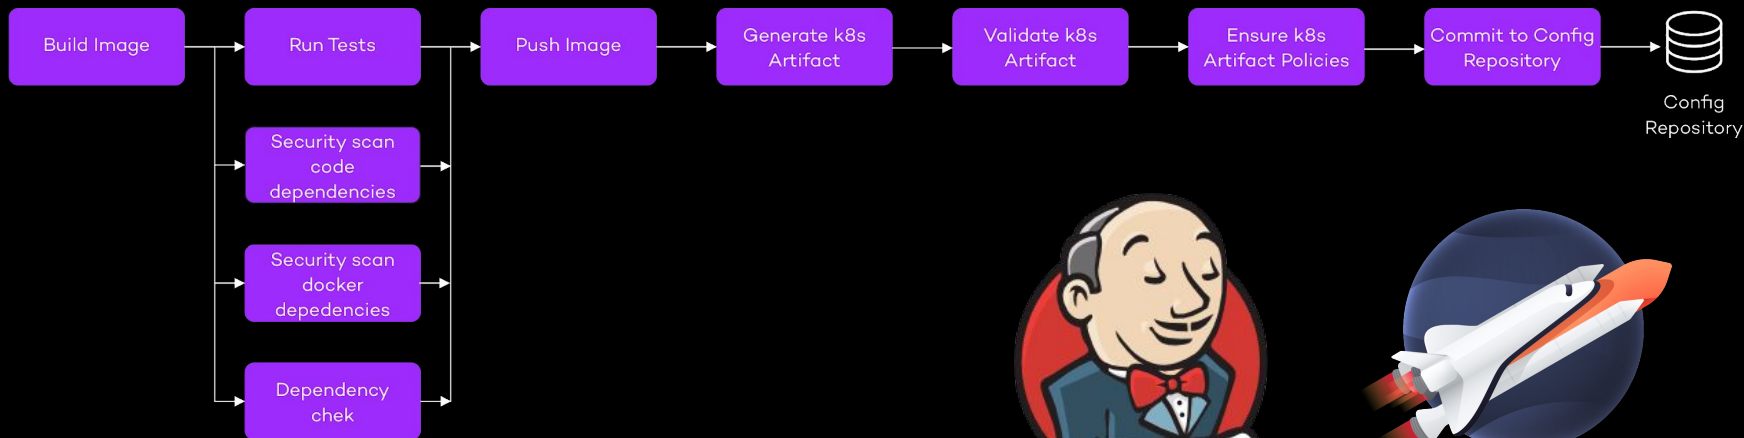 Build Image
Run Tests
Push Image
Generate k8s
Artifact
Validate k8s
Artifact
Ensure k8s
Artifact Policies
Commit to Config
Repository
Config
Repository
Security scan
code
dependencies
Security scan
docker
depedencies
Dependency
chek